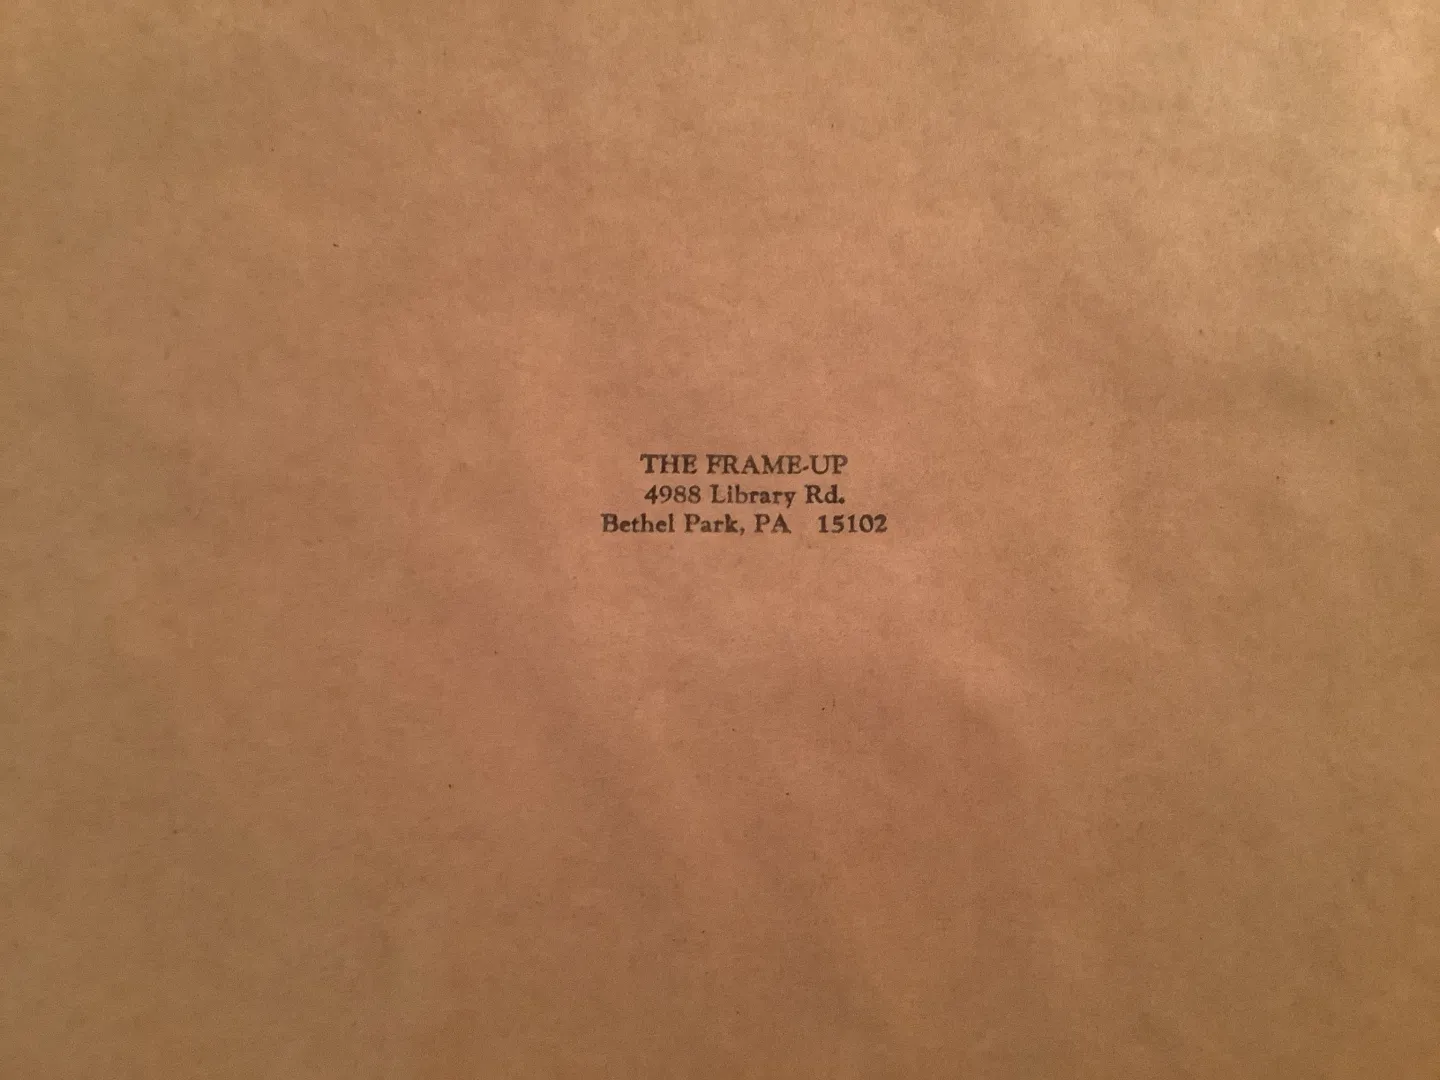 THE FRAME-UP
4988 Library Rd.
Bethel Park, PA 15102